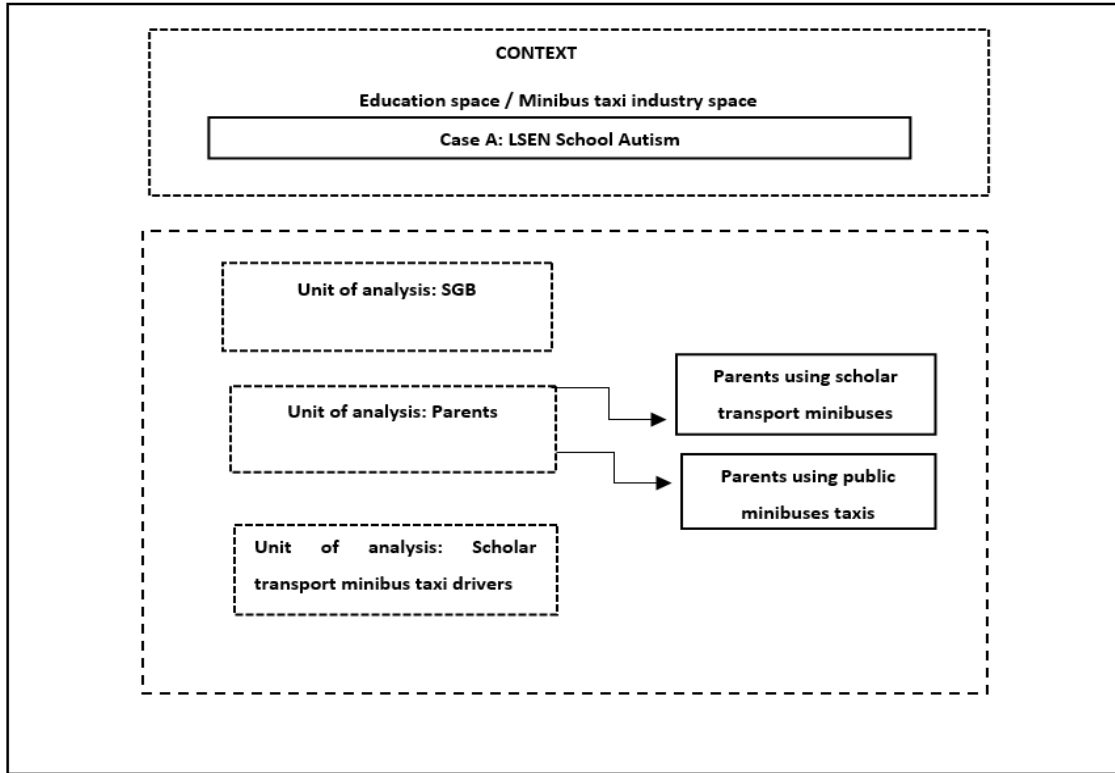 CONTEXT
Education space / Minibus taxi industry space
Case A: LSEN School Autism
Unit of analysis: SGB
Unit of analysis: Parents
Parents using scholar
transport minibuses
Parents using public
minibuses taxis
Unit of analysis: Scholar
transport minibus taxi drivers